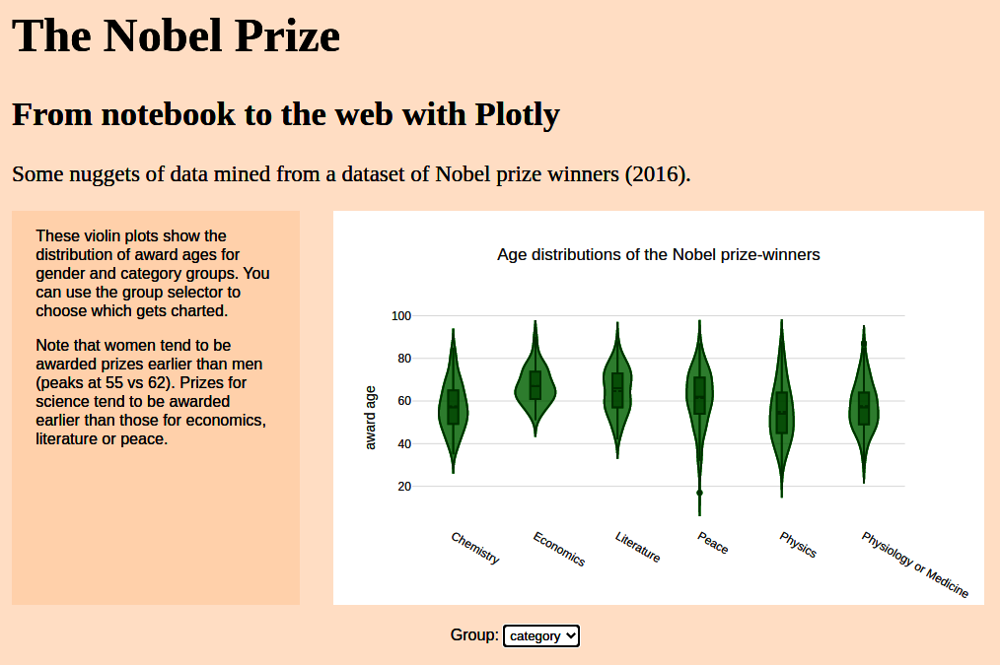 The Nobel Prize
From notebook to the web with Plotly
Some nuggets of data mined from a dataset of Nobel prize winners (2016).
These violin plots show the
distribution of award ages for
gender and category groups. You
can use the group selector to
choose which gets charted.
Note that women tend to be
awarded prizes earlier than men
(peaks at 55 vs 62). Prizes for
science tend to be awarded
earlier than those for economics,
literature or peace.
Age distributions of the Nobel prize-winners
award age
100
80
60
40
20
Chemistry
Economics
Literature
Peace
Physics
Physiology or Medicine
Group: category